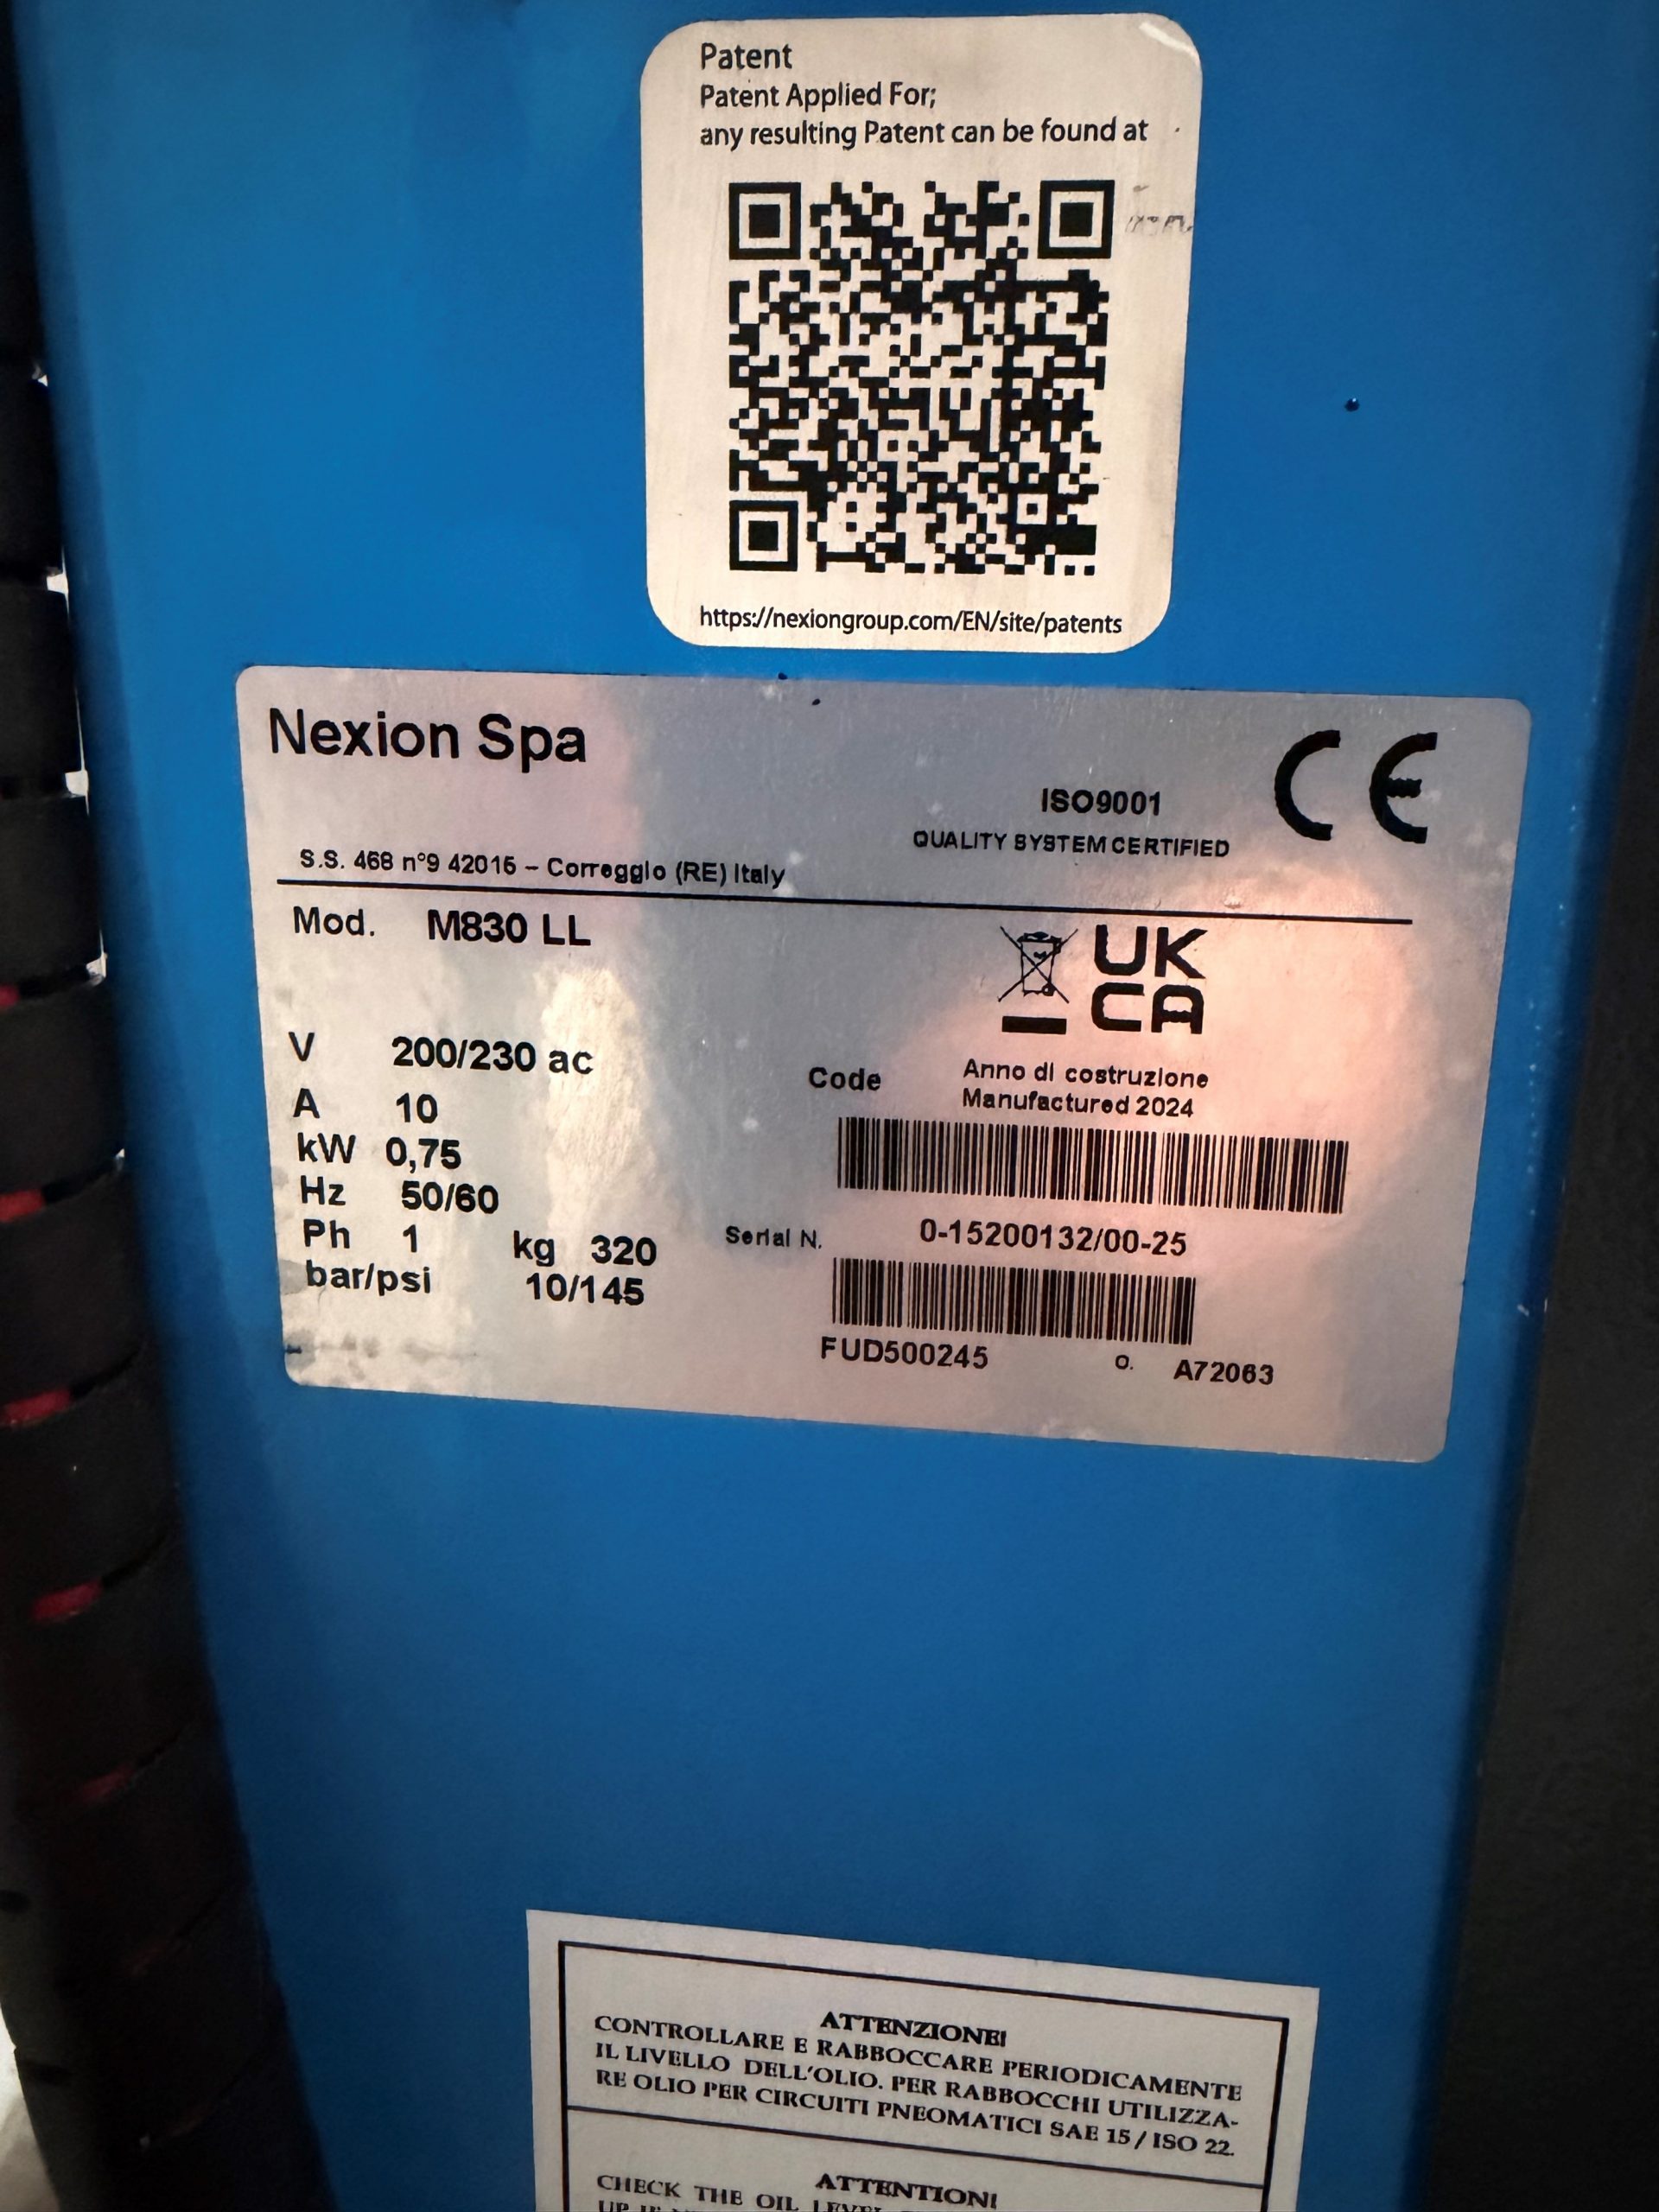 Patent
Patent Applied For;
any resulting Patent can be found at
https://nexiongroup.com/EN/site/patents
Nexion Spa
CE
ISO9001
QUALITY SYSTEM CERTIFIED
S.S. 468 n°9 42015 – Correggio (RE) Italy
Mod. M830 LL
UK
CA
V 200/230 ac
A 10
kW 0,75
Hz 50/60
Ph 1 kg 320
bar/psi 10/145
Code
Anno di costruzione
Manufactured 2024
0-15200132/00-25
Serial N.
FUD500245 O. A72063
ATTENZIONE!
CONTROLLARE E RABBOCCARE PERIODICAMENTE
IL LIVELLO DELL'OLIO. PER RABBOCCHI UTILIZZA-
RE OLIO PER CIRCUITI PNEOMATICI SAE 15 / ISO 22.
ATTENTION!
CHECK THE OIL LEVEL